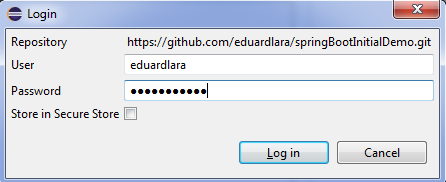 Login
Repository https://github.com/eduardlara/springBootInitialDemo.git
User eduardlara
Password ●●●●●●●●●●●
Store in Secure Store
Log in Cancel